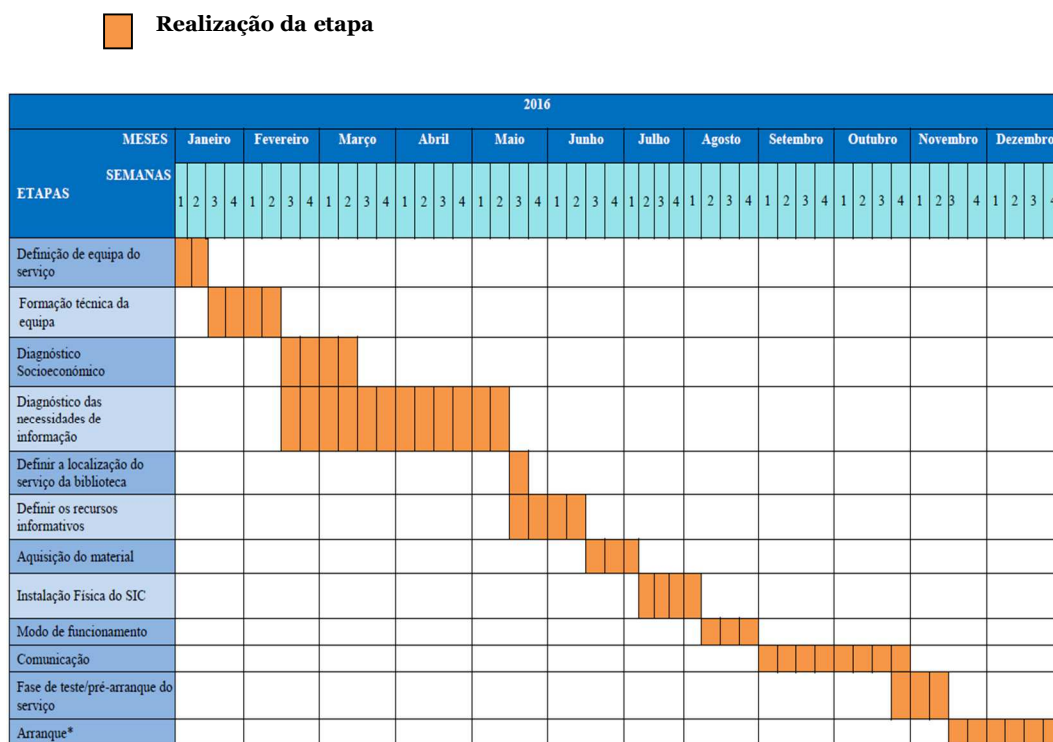 Realização da etapa
2016
MESES Janeiro Fevereiro Março Abril Maio Junho Julho Agosto Setembro Outubro Novembro Dezembro
SEMANAS
ETAPAS
1 2 3 4 1 2 3 4 1 2 3 4 1 2 3 4 1 2 3 4 1 2 3 4 1 2 3 4 1 2 3 4 1 2 3 4 1 2 3 4 1 2 3 4 1 2 3 4
Definição de equipa do
serviço
Formação técnica da
equipa
Diagnóstico
Socioeconómico
Diagnóstico das
necessidades de
informação
Definir a localização do
serviço da biblioteca
Definir os recursos
informativos
Aquisição do material
Instalação Física do SIC
Modo de funcionamento
Comunicação
Fase de teste/pré-arranque do
serviço
Arranque*